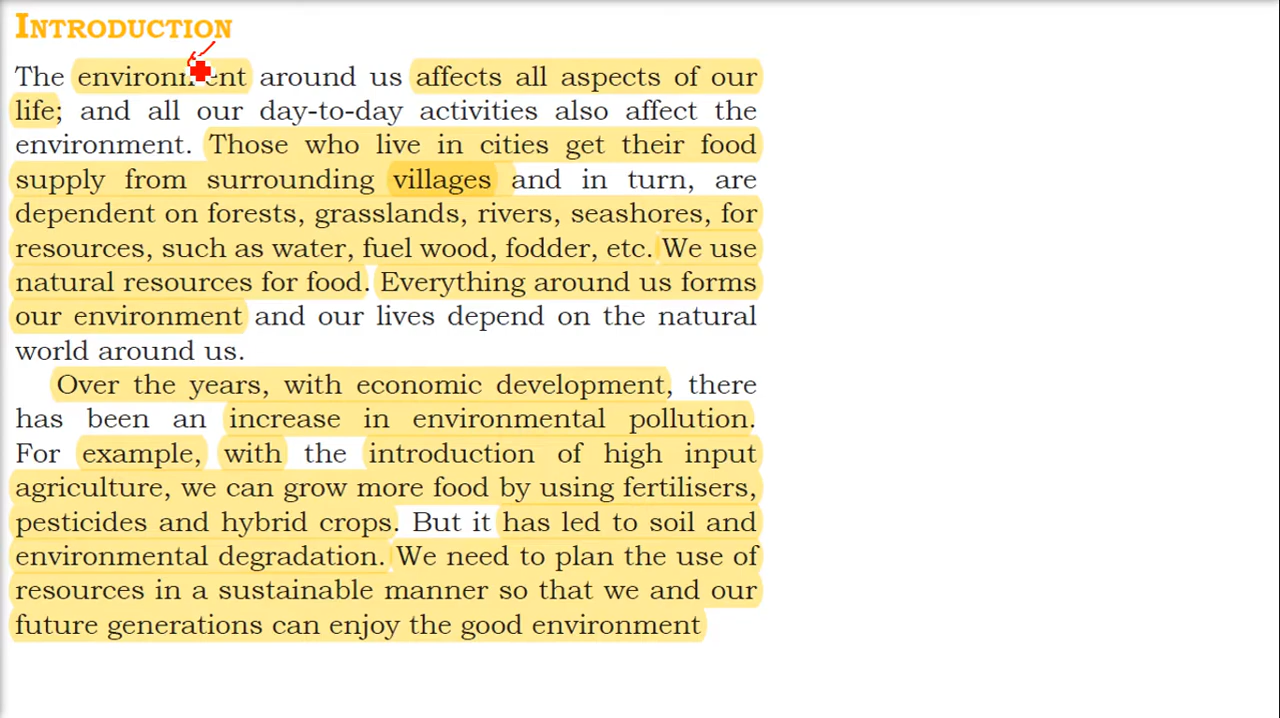 INTRODUCTION
The environment around us affects all aspects of our
life; and all our day-to-day activities also affect the
environment. Those who live in cities get their food
supply from surrounding villages and in turn, are
dependent on forests, grasslands, rivers, seashores, for
resources, such as water, fuel wood, fodder, etc. We use
natural resources for food. Everything around us forms
our environment and our lives depend on the natural
world around us.
Over the years, with economic development, there
has been an increase in environmental pollution.
For example, with the introduction of high input
agriculture, we can grow more food by using fertilisers,
pesticides and hybrid crops. But it has led to soil and
environmental degradation. We need to plan the use of
resources in a sustainable manner so that we and our
future generations can enjoy the good environment